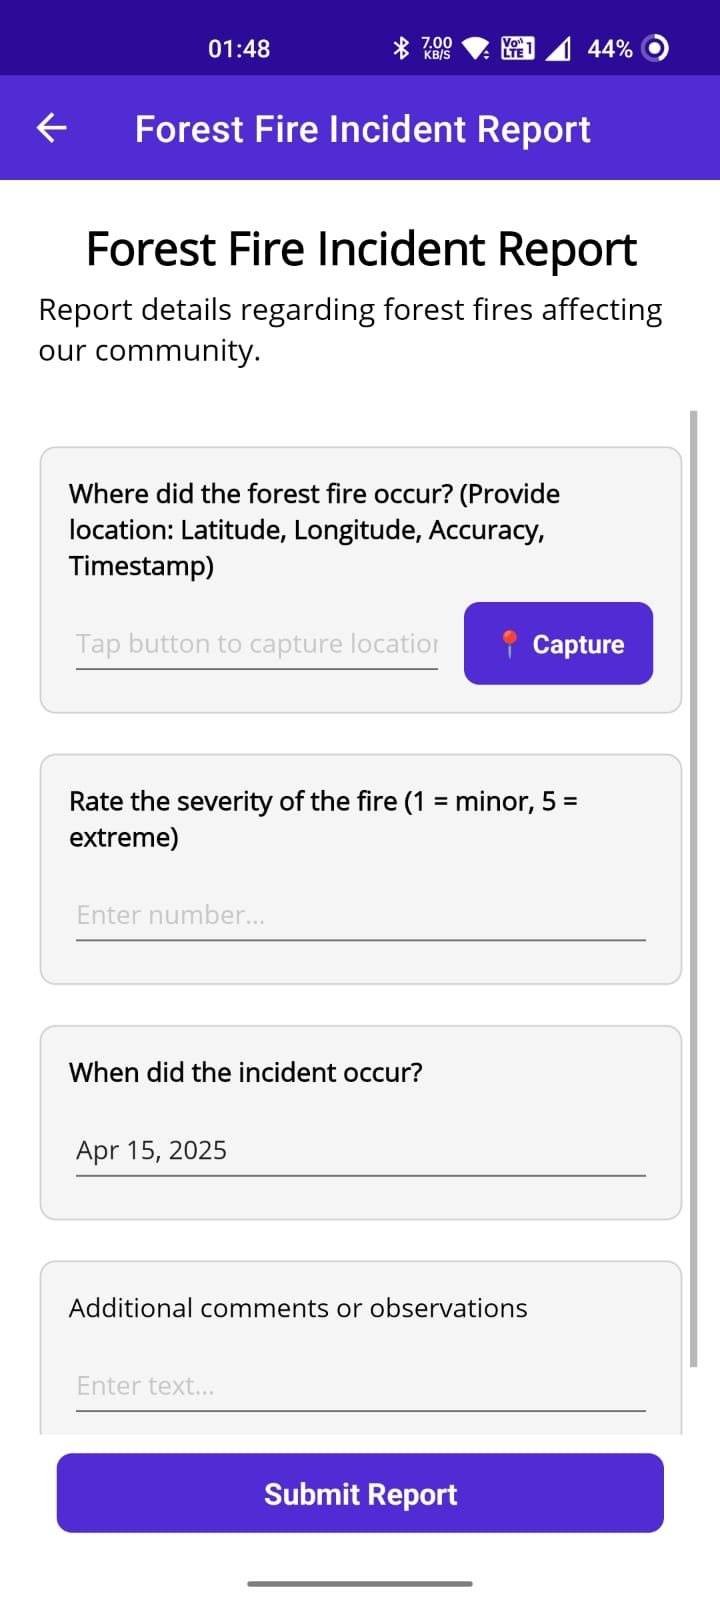 01:48 7.00 KB/S Vo)) LTE 1 44%
Forest Fire Incident Report
Forest Fire Incident Report
Report details regarding forest fires affecting
our community.
Where did the forest fire occur? (Provide
location: Latitude, Longitude, Accuracy,
Timestamp)
Tap button to capture location 📍 Capture
Rate the severity of the fire (1 = minor, 5 =
extreme)
Enter number...
When did the incident occur?
Apr 15, 2025
Additional comments or observations
Enter text...
Submit Report